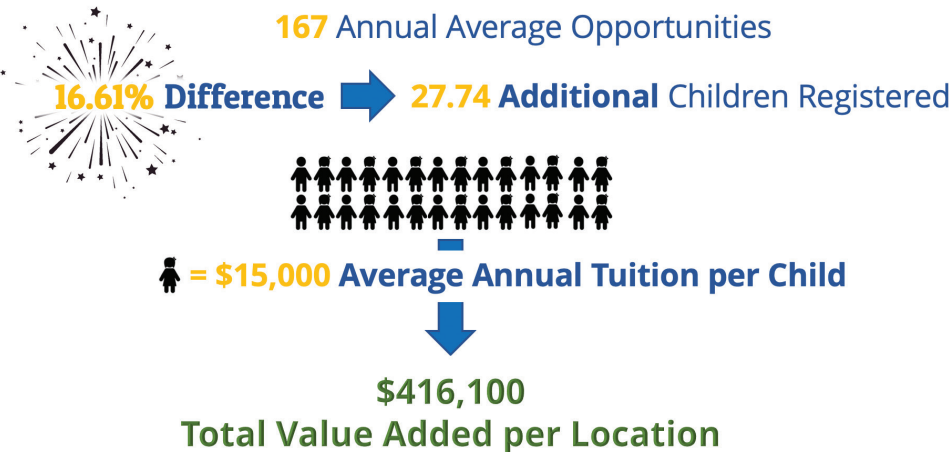 167 Annual Average Opportunities
16.61% Difference 27.74 Additional Children Registered
= $15,000 Average Annual Tuition per Child
$416,100
Total Value Added per Location